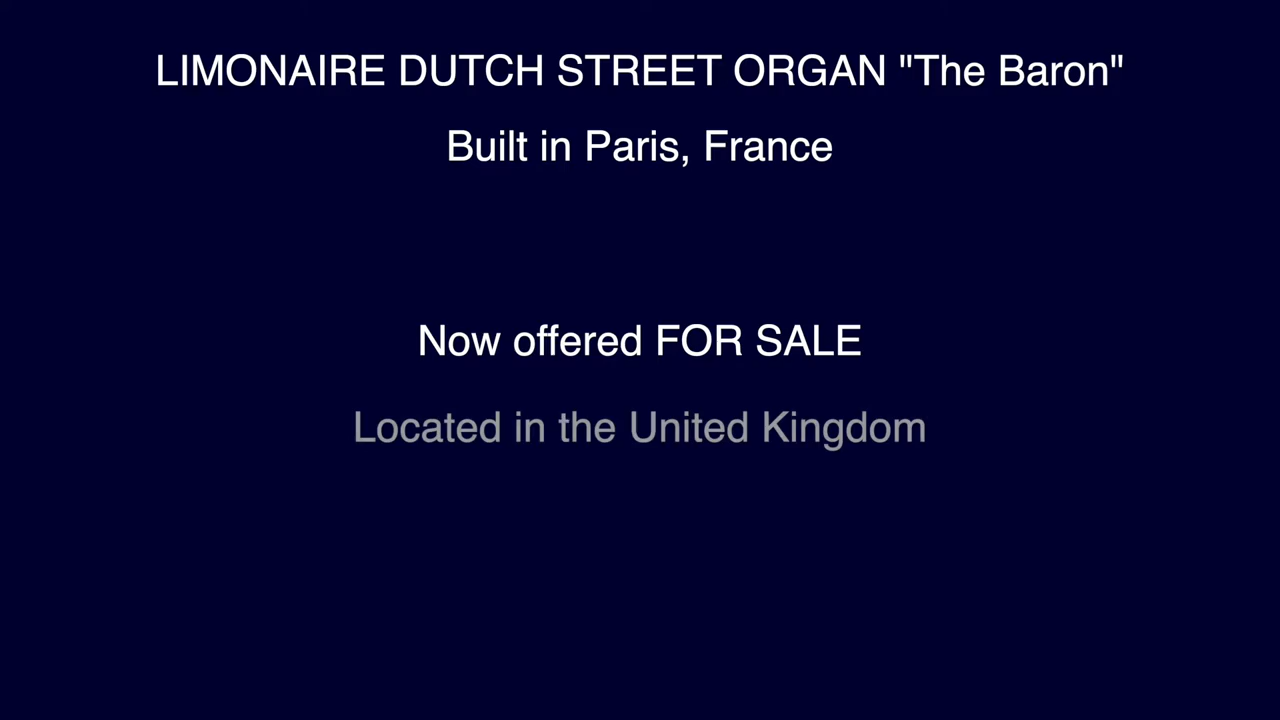 LIMONAIRE DUTCH STREET ORGAN "The Baron"
Built in Paris, France
Now offered FOR SALE
Located in the United Kingdom